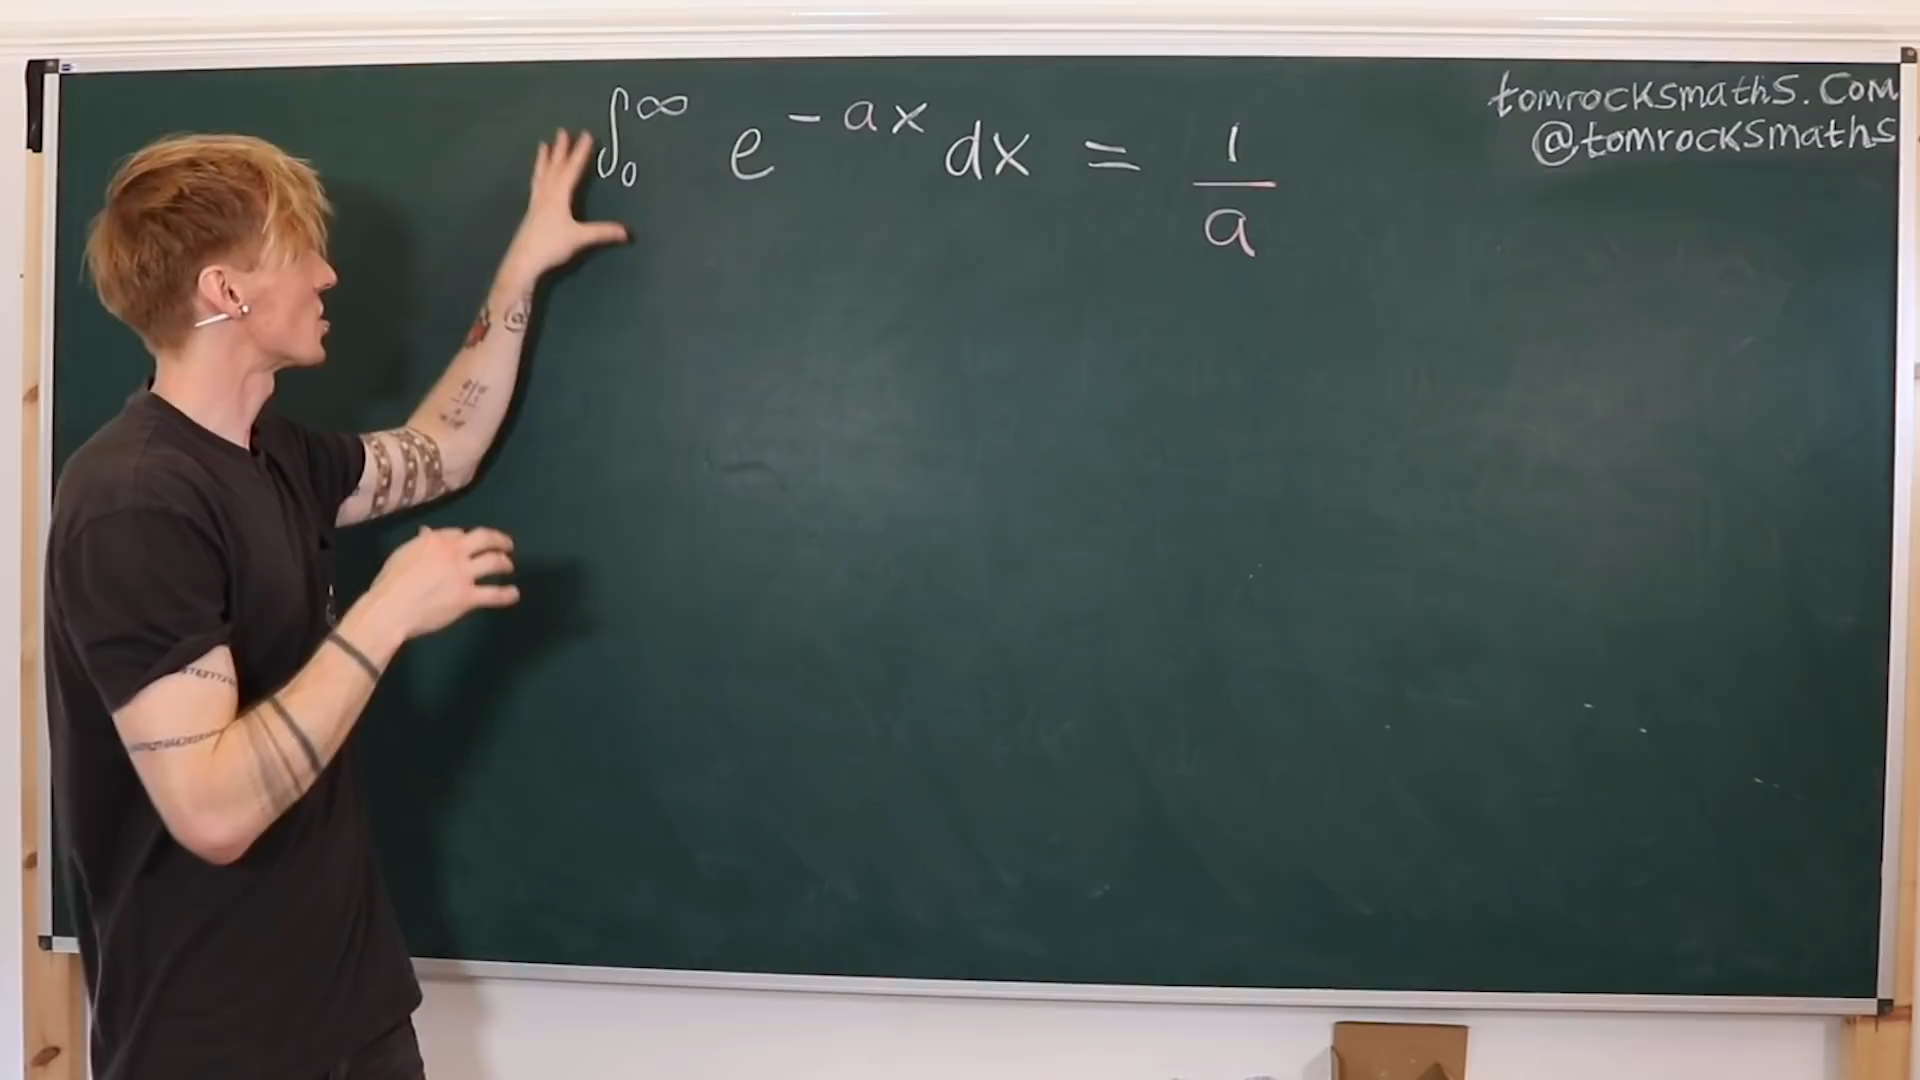 ∫₀^∞ e^{-ax} dx = 1/a
tomrocksmaths.com
@tomrocksmaths